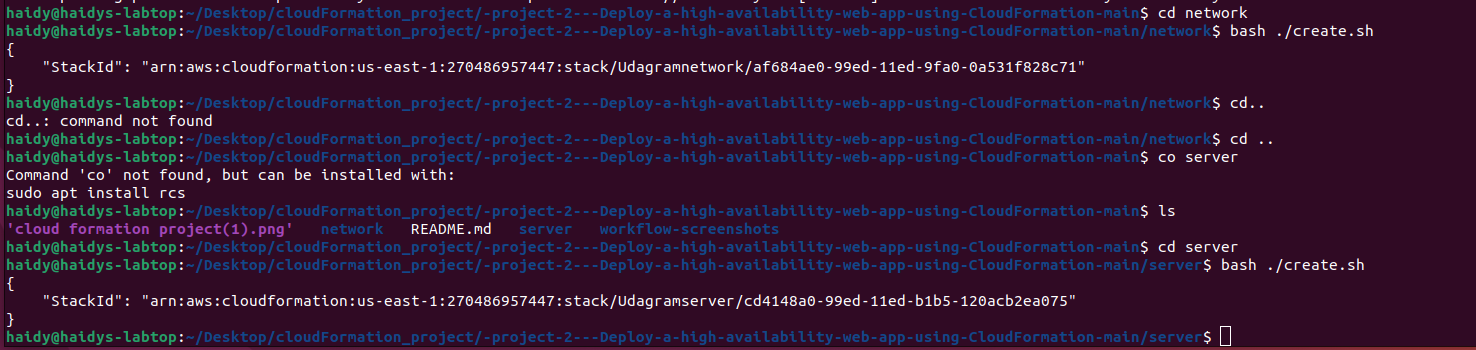 haidy@haidys-labtop:~/Desktop/cloudFormation_project/-project-2---Deploy-a-high-availability-web-app-using-CloudFormation-main$ cd network
haidy@haidys-labtop:~/Desktop/cloudFormation_project/-project-2---Deploy-a-high-availability-web-app-using-CloudFormation-main/network$ bash ./create.sh
{
    "StackId": "arn:aws:cloudformation:us-east-1:270486957447:stack/Udagramnetwork/af684ae0-99ed-11ed-9fa0-0a531f828c71"
}
haidy@haidys-labtop:~/Desktop/cloudFormation_project/-project-2---Deploy-a-high-availability-web-app-using-CloudFormation-main/network$ cd..
cd..: command not found
haidy@haidys-labtop:~/Desktop/cloudFormation_project/-project-2---Deploy-a-high-availability-web-app-using-CloudFormation-main/network$ cd ..
haidy@haidys-labtop:~/Desktop/cloudFormation_project/-project-2---Deploy-a-high-availability-web-app-using-CloudFormation-main$ co server
Command 'co' not found, but can be installed with:
sudo apt install rcs
haidy@haidys-labtop:~/Desktop/cloudFormation_project/-project-2---Deploy-a-high-availability-web-app-using-CloudFormation-main$ ls
'cloud formation project(1).png'   network   README.md   server   workflow-screenshots
haidy@haidys-labtop:~/Desktop/cloudFormation_project/-project-2---Deploy-a-high-availability-web-app-using-CloudFormation-main$ cd server
haidy@haidys-labtop:~/Desktop/cloudFormation_project/-project-2---Deploy-a-high-availability-web-app-using-CloudFormation-main/server$ bash ./create.sh
{
    "StackId": "arn:aws:cloudformation:us-east-1:270486957447:stack/Udagramserver/cd4148a0-99ed-11ed-b1b5-120acb2ea075"
}
haidy@haidys-labtop:~/Desktop/cloudFormation_project/-project-2---Deploy-a-high-availability-web-app-using-CloudFormation-main/server$